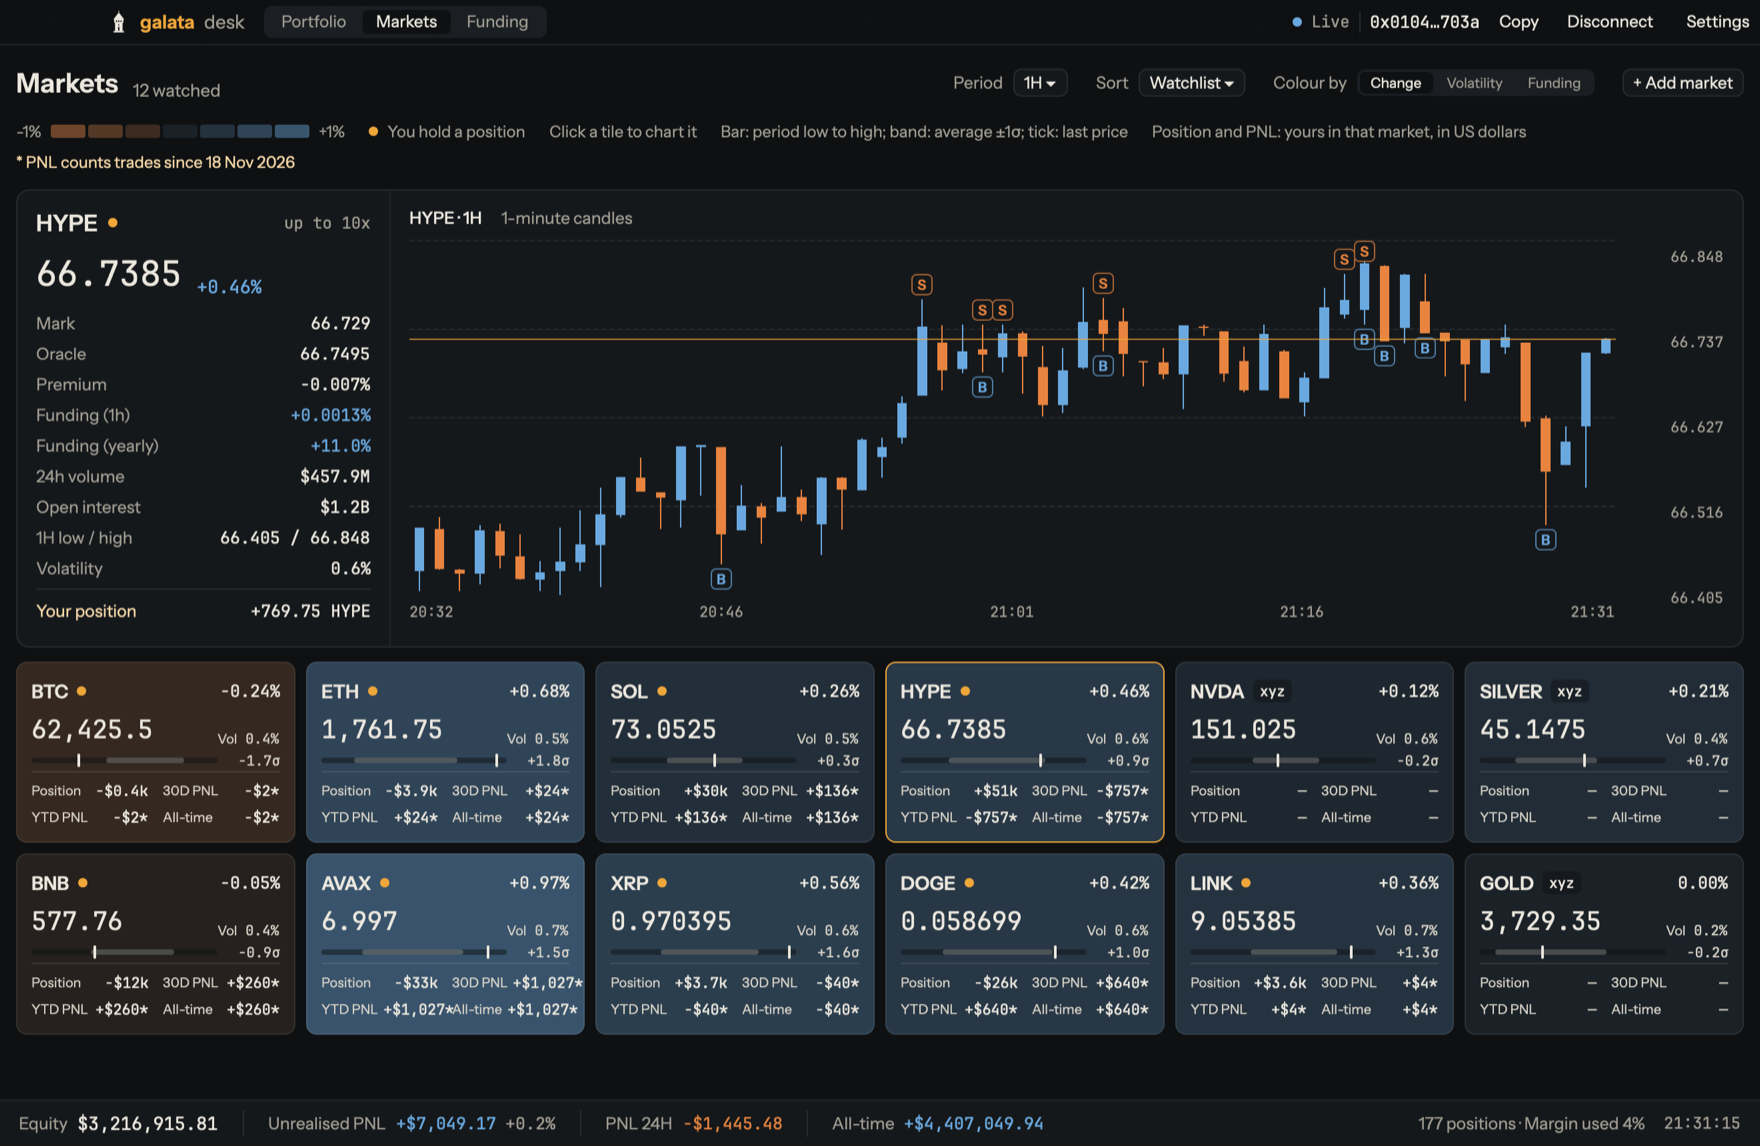 galata desk Portfolio Markets Funding Live 0x0104…703a Copy Disconnect Settings
Markets 12 watched Period 1H Sort Watchlist Colour by Change Volatility Funding + Add market
-1% +1% You hold a position Click a tile to chart it Bar: period low to high; band: average ±1σ; tick: last price Position and PNL: yours in that market, in US dollars
* PNL counts trades since 18 Nov 2026
HYPE up to 10x
66.7385 +0.46%
Mark 66.729
Oracle 66.7495
Premium -0.007%
Funding (1h) +0.0013%
Funding (yearly) +11.0%
24h volume $457.9M
Open interest $1.2B
1H low / high 66.405 / 66.848
Volatility 0.6%
Your position +769.75 HYPE
HYPE·1H 1-minute candles
S S
S S
S S
B B B
B B
B
B
66.848
66.737
66.627
66.516
66.405
20:32 20:46 21:01 21:16 21:31
BTC -0.24%
62,425.5 Vol 0.4%
-1.7σ
Position -$0.4k 30D PNL -$2*
YTD PNL -$2* All-time -$2*
ETH +0.68%
1,761.75 Vol 0.5%
+1.8σ
Position -$3.9k 30D PNL +$24*
YTD PNL +$24* All-time +$24*
SOL +0.26%
73.0525 Vol 0.5%
+0.3σ
Position +$30k 30D PNL +$136*
YTD PNL +$136* All-time +$136*
HYPE +0.46%
66.7385 Vol 0.6%
+0.9σ
Position +$51k 30D PNL -$757*
YTD PNL -$757* All-time -$757*
NVDA xyz +0.12%
151.025 Vol 0.6%
-0.2σ
Position — 30D PNL —
YTD PNL — All-time —
SILVER xyz +0.21%
45.1475 Vol 0.4%
+0.7σ
Position — 30D PNL —
YTD PNL — All-time —
BNB -0.05%
577.76 Vol 0.4%
-0.9σ
Position -$12k 30D PNL +$260*
YTD PNL +$260* All-time +$260*
AVAX +0.97%
6.997 Vol 0.7%
+1.5σ
Position -$33k 30D PNL +$1,027*
YTD PNL +$1,027* All-time +$1,027*
XRP +0.56%
0.970395 Vol 0.6%
+1.6σ
Position +$3.7k 30D PNL -$40*
YTD PNL -$40* All-time -$40*
DOGE +0.42%
0.058699 Vol 0.6%
+1.0σ
Position -$26k 30D PNL +$640*
YTD PNL +$640* All-time +$640*
LINK +0.36%
9.05385 Vol 0.7%
+1.3σ
Position +$3.6k 30D PNL +$4*
YTD PNL +$4* All-time +$4*
GOLD xyz 0.00%
3,729.35 Vol 0.2%
-0.2σ
Position — 30D PNL —
YTD PNL — All-time —
Equity $3,216,915.81 Unrealised PNL +$7,049.17 +0.2% PNL 24H -$1,445.48 All-time +$4,407,049.94 177 positions·Margin used 4% 21:31:15